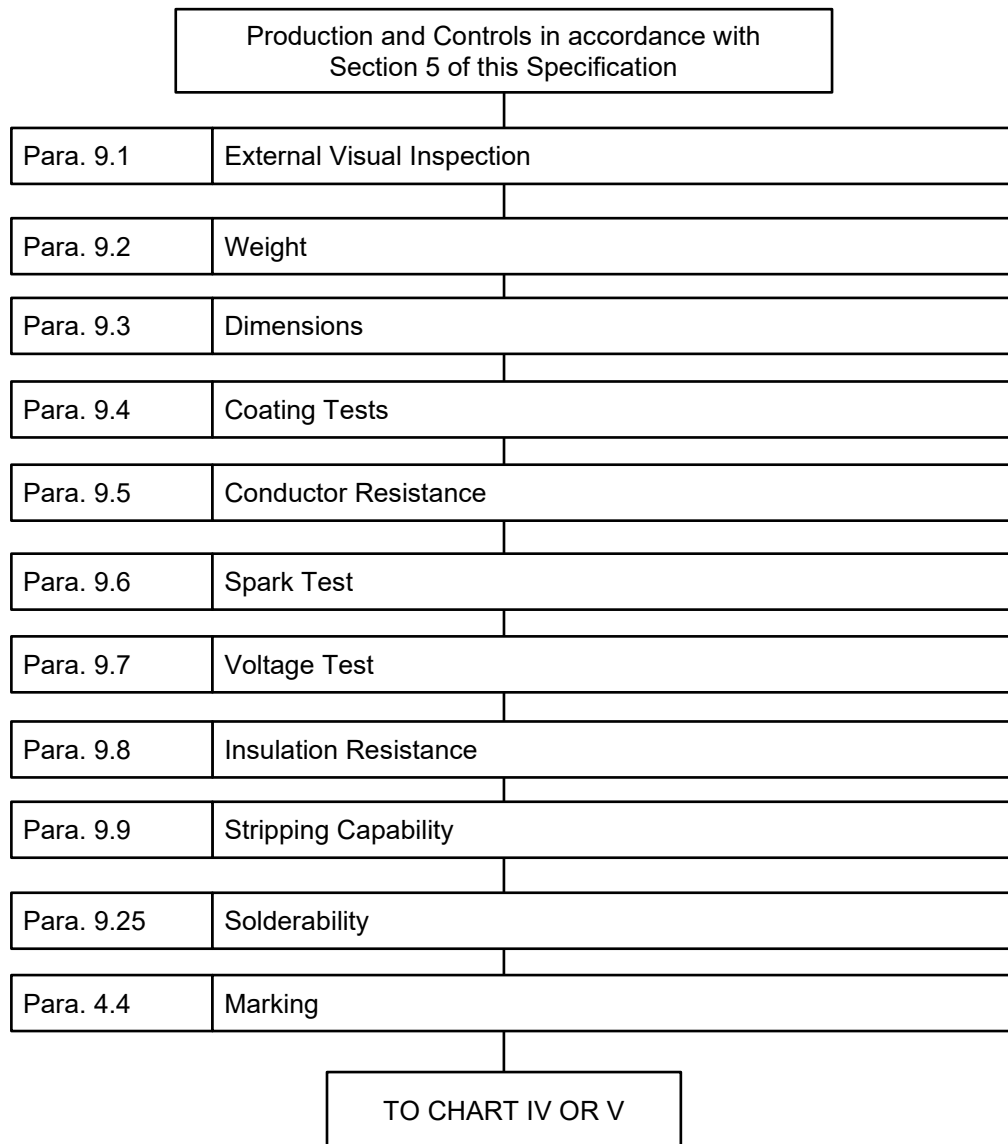 Production and Controls in accordance with
Section 5 of this Specification
Para. 9.1 External Visual Inspection
Para. 9.2 Weight
Para. 9.3 Dimensions
Para. 9.4 Coating Tests
Para. 9.5 Conductor Resistance
Para. 9.6 Spark Test
Para. 9.7 Voltage Test
Para. 9.8 Insulation Resistance
Para. 9.9 Stripping Capability
Para. 9.25 Solderability
Para. 4.4 Marking
TO CHART IV OR V